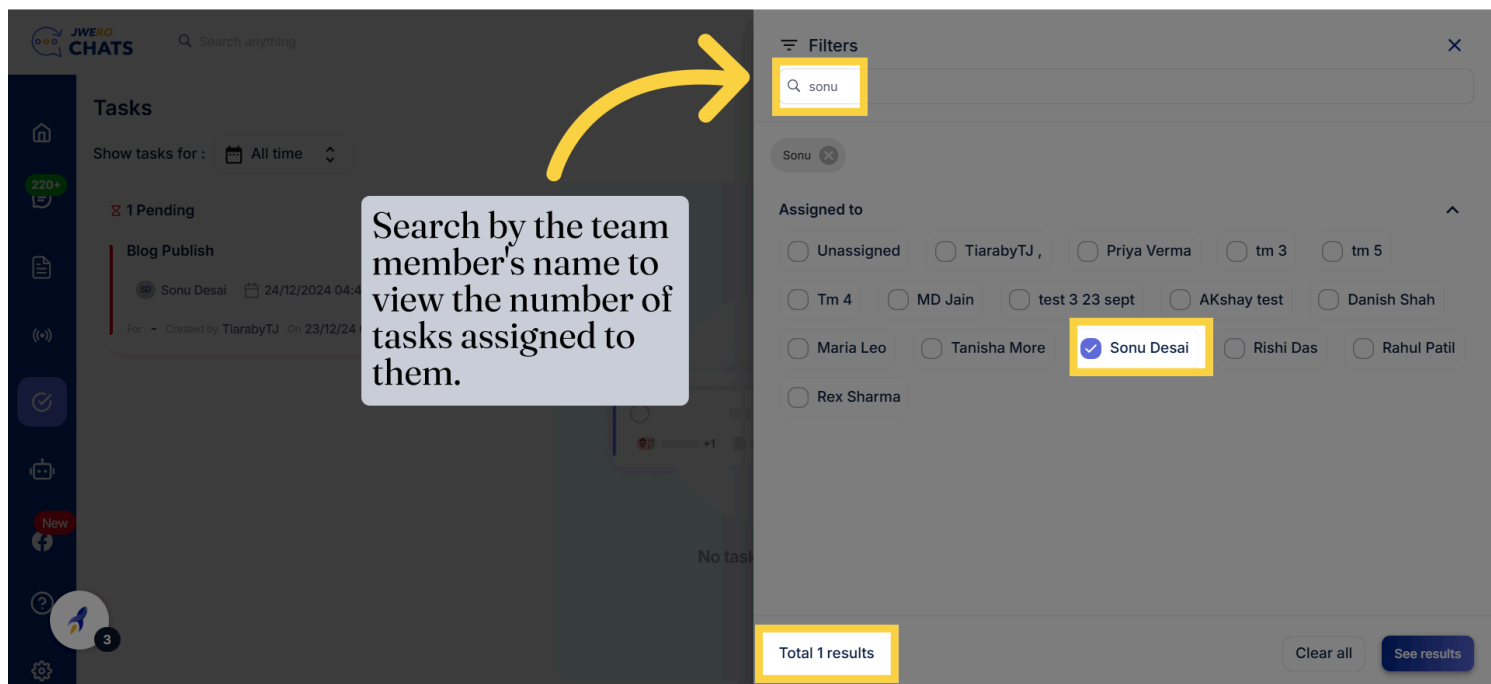 JWERO
CHATS
Search anything
Filters
sonu
Tasks
Show tasks for : All time
Sonu
220+
1 Pending
Assigned to
Blog Publish
Unassigned TiarabyTJ , Priya Verma tm 3 tm 5
SD Sonu Desai 24/12/2024 04:4
Tm 4 MD Jain test 3 23 sept AKshay test Danish Shah
For - Created by TiarabyTJ On 23/12/24
Maria Leo Tanisha More Sonu Desai Rishi Das Rahul Patil
Rex Sharma
Search by the team
member's name to
view the number of
tasks assigned to
them.
+1
New
No task
3
Total 1 results
Clear all
See results